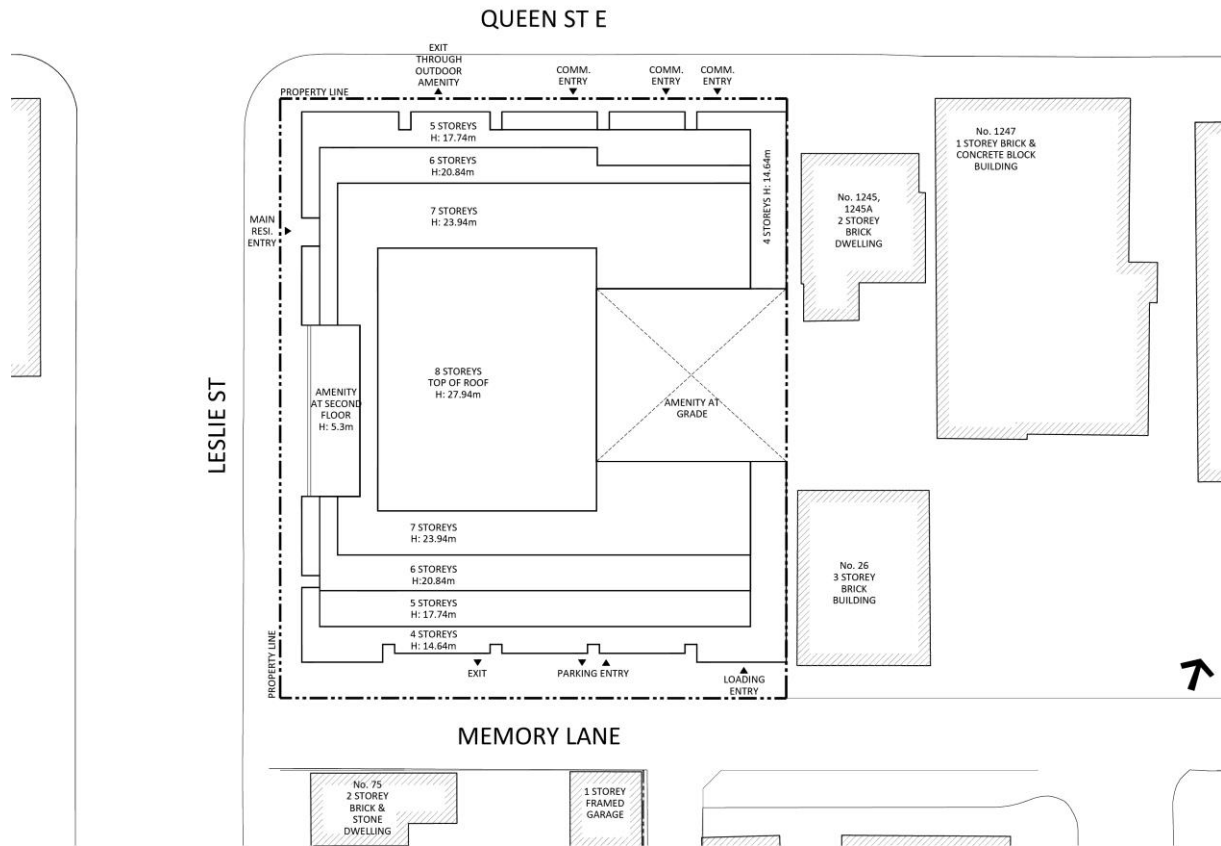 QUEEN ST E
EXIT
THROUGH
OUTDOOR
AMENITY
COMM.
ENTRY
COMM.
ENTRY
COMM.
ENTRY
PROPERTY LINE
5 STOREYS
H: 17.74m
6 STOREYS
H:20.84m
7 STOREYS
H: 23.94m
4 STOREYS H: 14.64m
MAIN
RESI.
ENTRY
No. 1245,
1245A
2 STOREY
BRICK
DWELLING
No. 1247
1 STOREY BRICK &
CONCRETE BLOCK
BUILDING
LESLIE ST
AMENITY
AT SECOND
FLOOR
H: 5.3m
8 STOREYS
TOP OF ROOF
H: 27.94m
AMENITY AT
GRADE
7 STOREYS
H: 23.94m
6 STOREYS
H:20.84m
5 STOREYS
H: 17.74m
4 STOREYS
H: 14.64m
No. 26
3 STOREY
BRICK
BUILDING
PROPERTY LINE
EXIT
PARKING ENTRY
LOADING
ENTRY
MEMORY LANE
No. 75
2 STOREY
BRICK &
STONE
DWELLING
1 STOREY
FRAMED
GARAGE